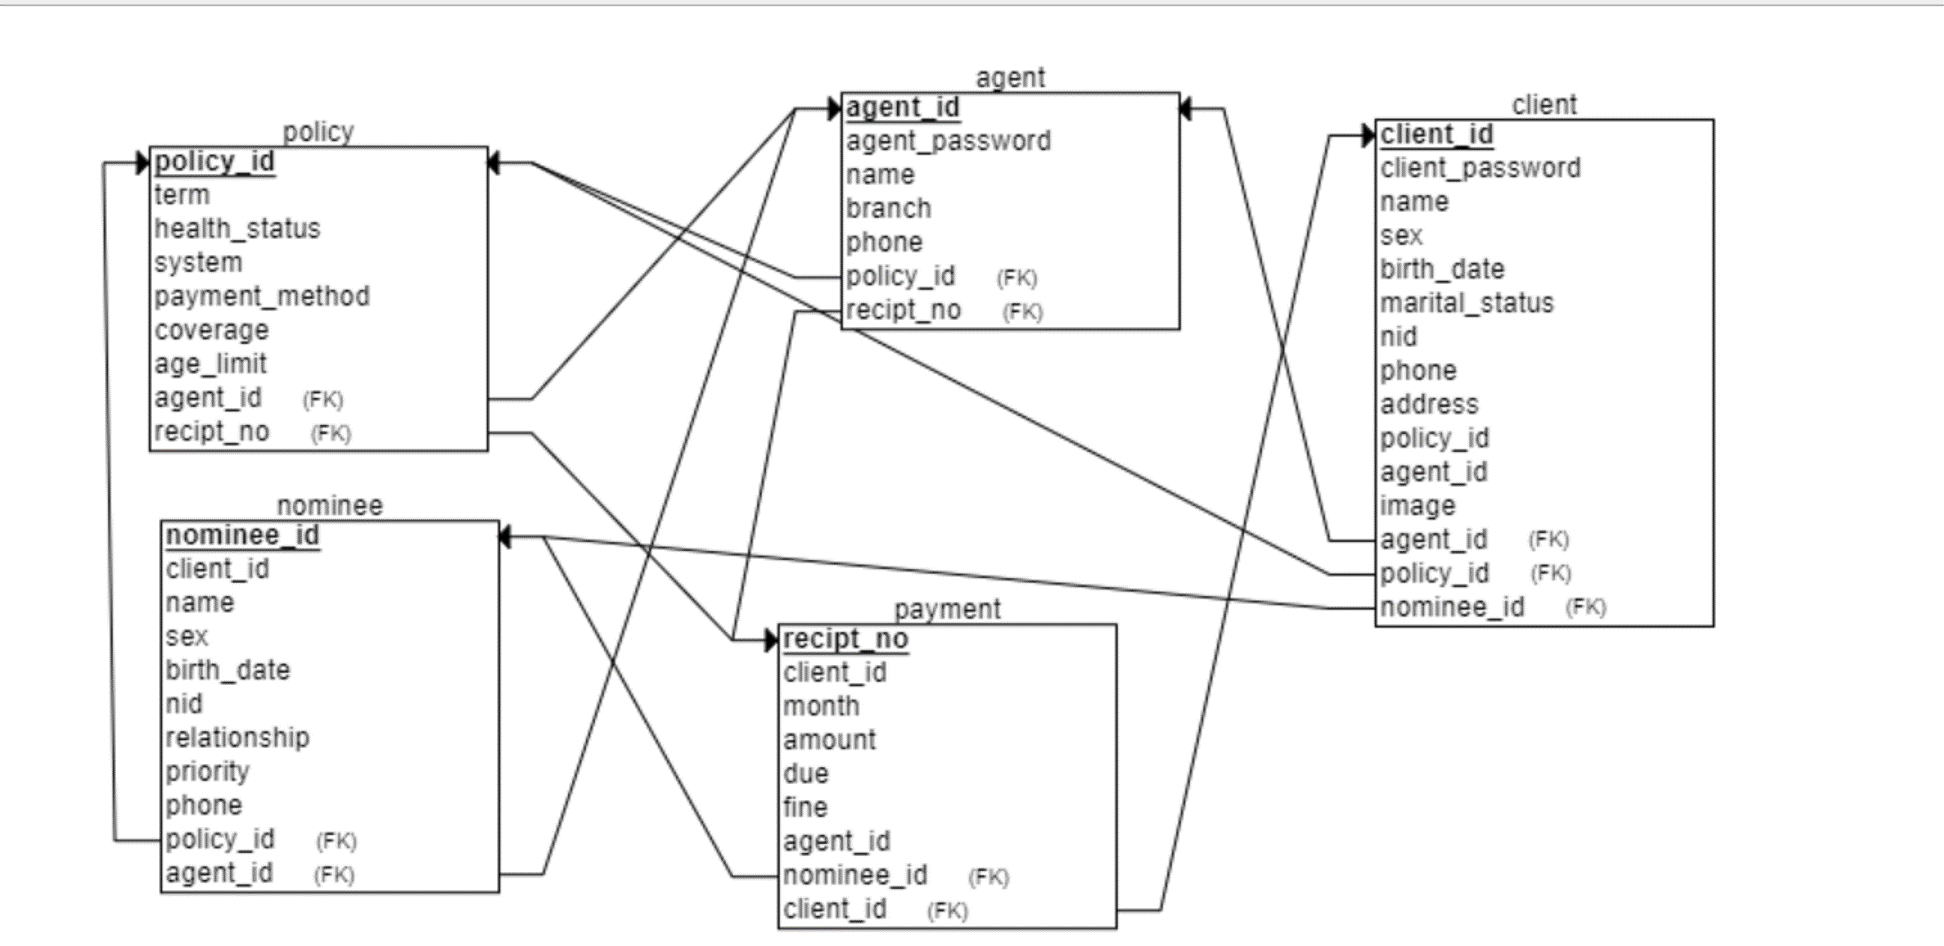 policy
policy_id
term
health_status
system
payment_method
coverage
age_limit
agent_id (FK)
recipt_no (FK)
agent
agent_id
agent_password
name
branch
phone
policy_id (FK)
recipt_no (FK)
client
client_id
client_password
name
sex
birth_date
marital_status
nid
phone
address
policy_id
agent_id
image
agent_id (FK)
policy_id (FK)
nominee_id (FK)
nominee
nominee_id
client_id
name
sex
birth_date
nid
relationship
priority
phone
policy_id (FK)
agent_id (FK)
payment
recipt_no
client_id
month
amount
due
fine
agent_id
nominee_id (FK)
client_id (FK)